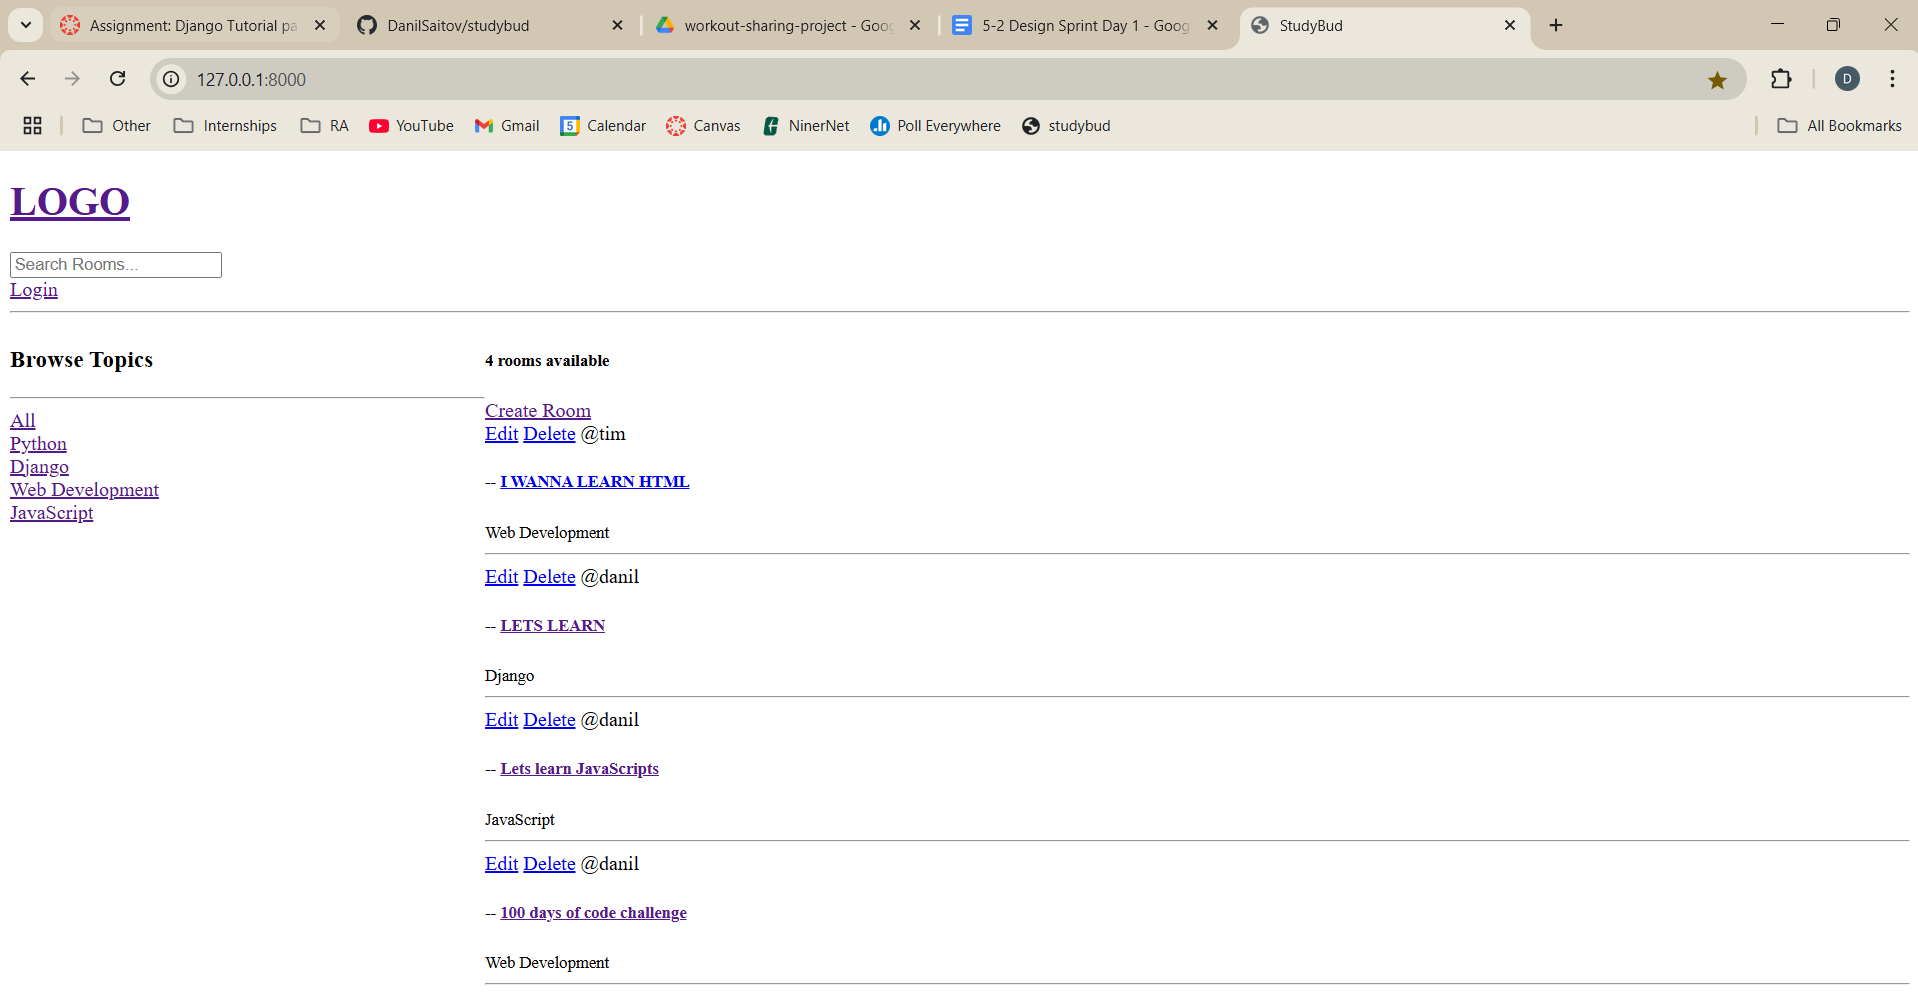 Assignment: Django Tutorial pa
DanilSaitov/studybud
workout-sharing-project - Goog
5-2 Design Sprint Day 1 - Goog
StudyBud
127.0.0.1:8000
D
Other
Internships
RA
YouTube
Gmail
5
Calendar
Canvas
NinerNet
Poll Everywhere
studybud
All Bookmarks
LOGO
Search Rooms...
Login
Browse Topics
All
Python
Django
Web Development
JavaScript
4 rooms available
Create Room
Edit Delete @tim
-- I WANNA LEARN HTML
Web Development
Edit Delete @danil
-- LETS LEARN
Django
Edit Delete @danil
-- Lets learn JavaScripts
JavaScript
Edit Delete @danil
-- 100 days of code challenge
Web Development